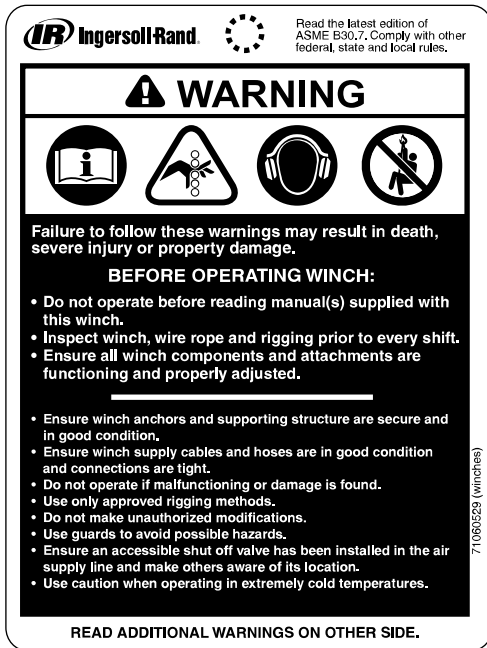 IR Ingersoll Rand®
Read the latest edition of
ASME B30.7. Comply with other
federal, state and local rules.
WARNING
Failure to follow these warnings may result in death,
severe injury or property damage.
BEFORE OPERATING WINCH:
• Do not operate before reading manual(s) supplied with
this winch.
• Inspect winch, wire rope and rigging prior to every shift.
• Ensure all winch components and attachments are
functioning and properly adjusted.
• Ensure winch anchors and supporting structure are secure and
in good condition.
• Ensure winch supply cables and hoses are in good condition
and connections are tight.
• Do not operate if malfunctioning or damage is found.
• Use only approved rigging methods.
• Do not make unauthorized modifications.
• Use guards to avoid possible hazards.
• Ensure an accessible shut off valve has been installed in the air
supply line and make others aware of its location.
• Use caution when operating in extremely cold temperatures.
71060529 (winches)
READ ADDITIONAL WARNINGS ON OTHER SIDE.